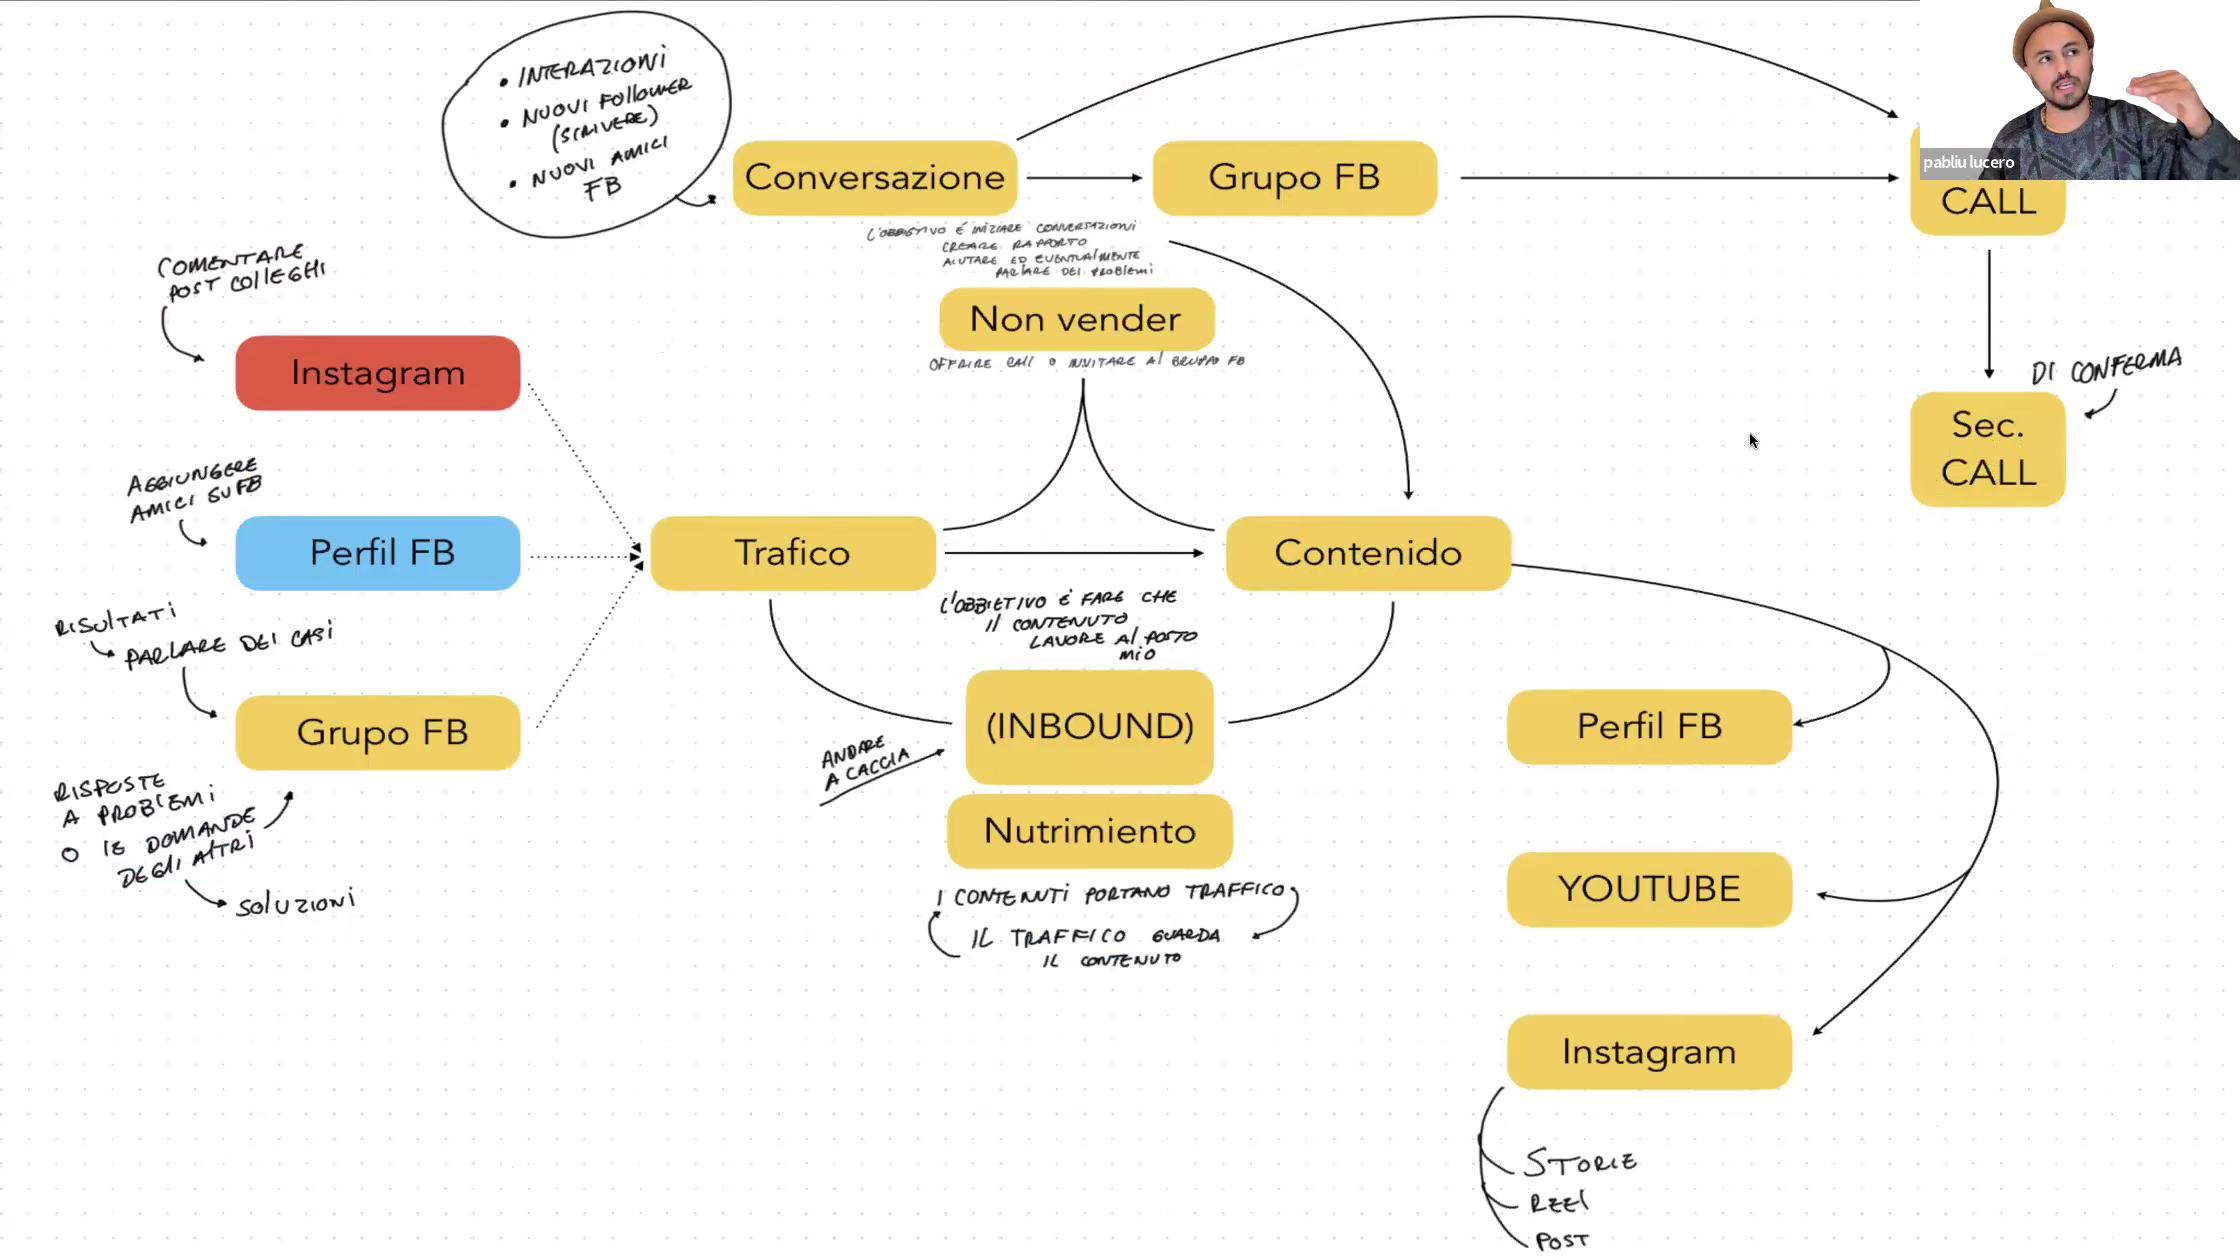 • INTERAZIONI
• NUOVI FOLLOWER
(SCRIVERE)
• NUOVI AMICI
FB
Conversazione
Grupo FB
pabliu lucero
CALL
L'OBBIETIVO É INIZIARE CONVERSAZIONI
CREARE RAPPORTO
AIUTARE ED EVENTUALMENTE
PARLARE DEI PROBLEMI
COMENTARE
POST COLLEGHI
Non vender
OFFRIRE CALL O INVITARE AL GRUPPO FB
Instagram
DI CONFERMA
Sec.
CALL
AGGIUNGERE
AMICI SU FB
Perfil FB
Trafico
Contenido
L'OBBIETIVO É FARE CHE
IL CONTENUTO
LAVORE AL POSTO
MIO
RISULTATI
PARLARE DEI CASI
Grupo FB
(INBOUND)
Perfil FB
ANDARE
A CACCIA
RISPOSTE
A PROBLEMI
O LE DOMANDE
DEGLI ALTRI
SOLUZIONI
Nutrimiento
I CONTENUTI PORTANO TRAFFICO
IL TRAFFICO GUARDA
IL CONTENUTO
YOUTUBE
Instagram
STORIE
REEL
POST